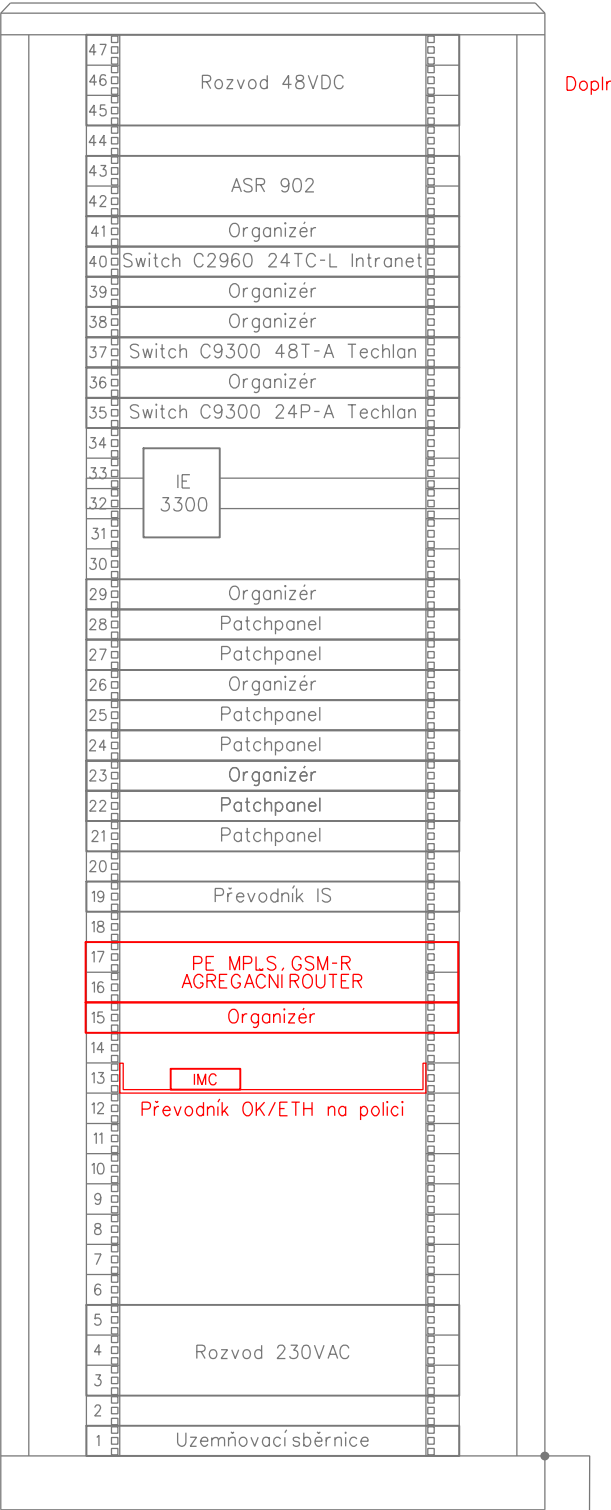 47
46 Rozvod 48VDC
Doplr
45
44
43
ASR 902
42
41 Organizér
40 Switch C2960 24TC-L Intranet
39 Organizér
38 Organizér
37 Switch C9300 48T-A Techlan
36 Organizér
35 Switch C9300 24P-A Techlan
34
33
IE
32 3300
31
30
29 Organizér
28 Patchpanel
27 Patchpanel
26 Organizér
25 Patchpanel
24 Patchpanel
23 Organizér
22 Patchpanel
21 Patchpanel
20
19 Převodník IS
18
17 PE MPLS, GSM-R
16 AGREGAČNÍ ROUTER
15 Organizér
14
13 IMC
12 Převodník OK/ETH na polici
11
10
9
8
7
6
5
4 Rozvod 230VAC
3
2
1 Uzemňovací sběrnice